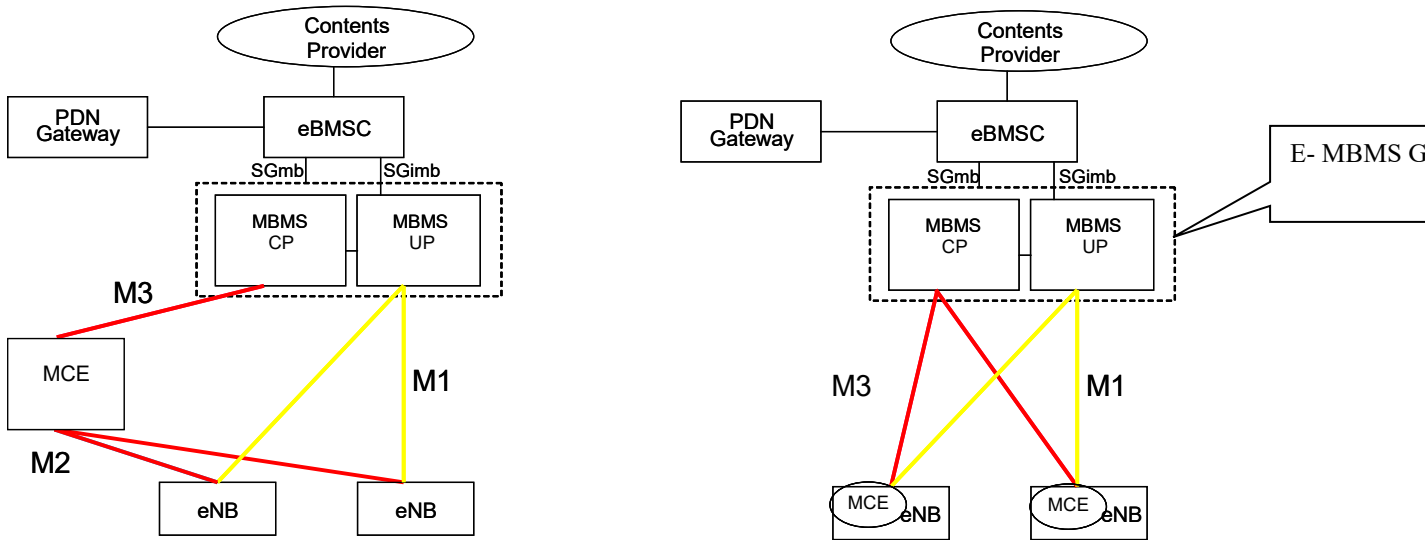 Contents
Provider
PDN
Gateway
eBMSC
SGmb
SGimb
MBMS
CP
MBMS
UP
M3
MCE
M1
M2
eNB
eNB
Contents
Provider
PDN
Gateway
eBMSC
E- MBMS G
SGmb
SGimb
MBMS
CP
MBMS
UP
M3
M1
MCE
eNB
MCE
eNB